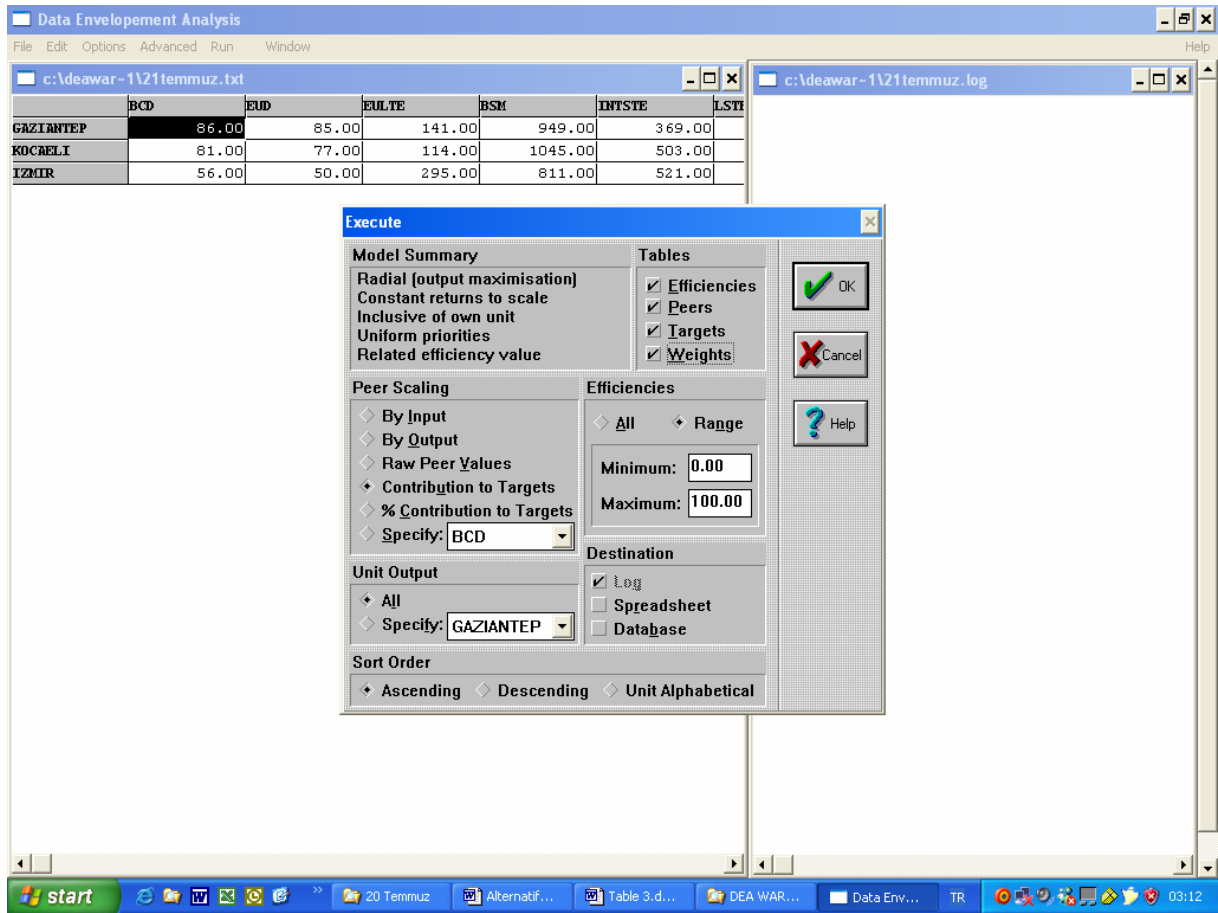 Data Envelopement Analysis
File Edit Options Advanced Run Window Help
c:\deawar~1\21temmuz.txt
BCD EUD EULTE BSM INTSTE
GAZIANTEP 86.00 85.00 141.00 949.00 369.00
KOCAELI 81.00 77.00 114.00 1045.00 503.00
IZMIR 56.00 50.00 295.00 811.00 521.00
c:\deawar~1\21temmuz.log
Execute
Model Summary
Radial (output maximisation)
Constant returns to scale
Inclusive of own unit
Uniform priorities
Related efficiency value
Tables
Efficiencies
Peers
Targets
Weights
OK
Cancel
Help
Peer Scaling
By Input
By Output
Raw Peer Values
Contribution to Targets
% Contribution to Targets
Specify: BCD
Efficiencies
All Range
Minimum: 0.00
Maximum: 100.00
Unit Output
All
Specify: GAZIANTEP
Destination
Log
Spreadsheet
Database
Sort Order
Ascending Descending Unit Alphabetical
start 20 Temmuz Alternatif... Table 3.d... DEA WAR... Data Env... TR 03:12